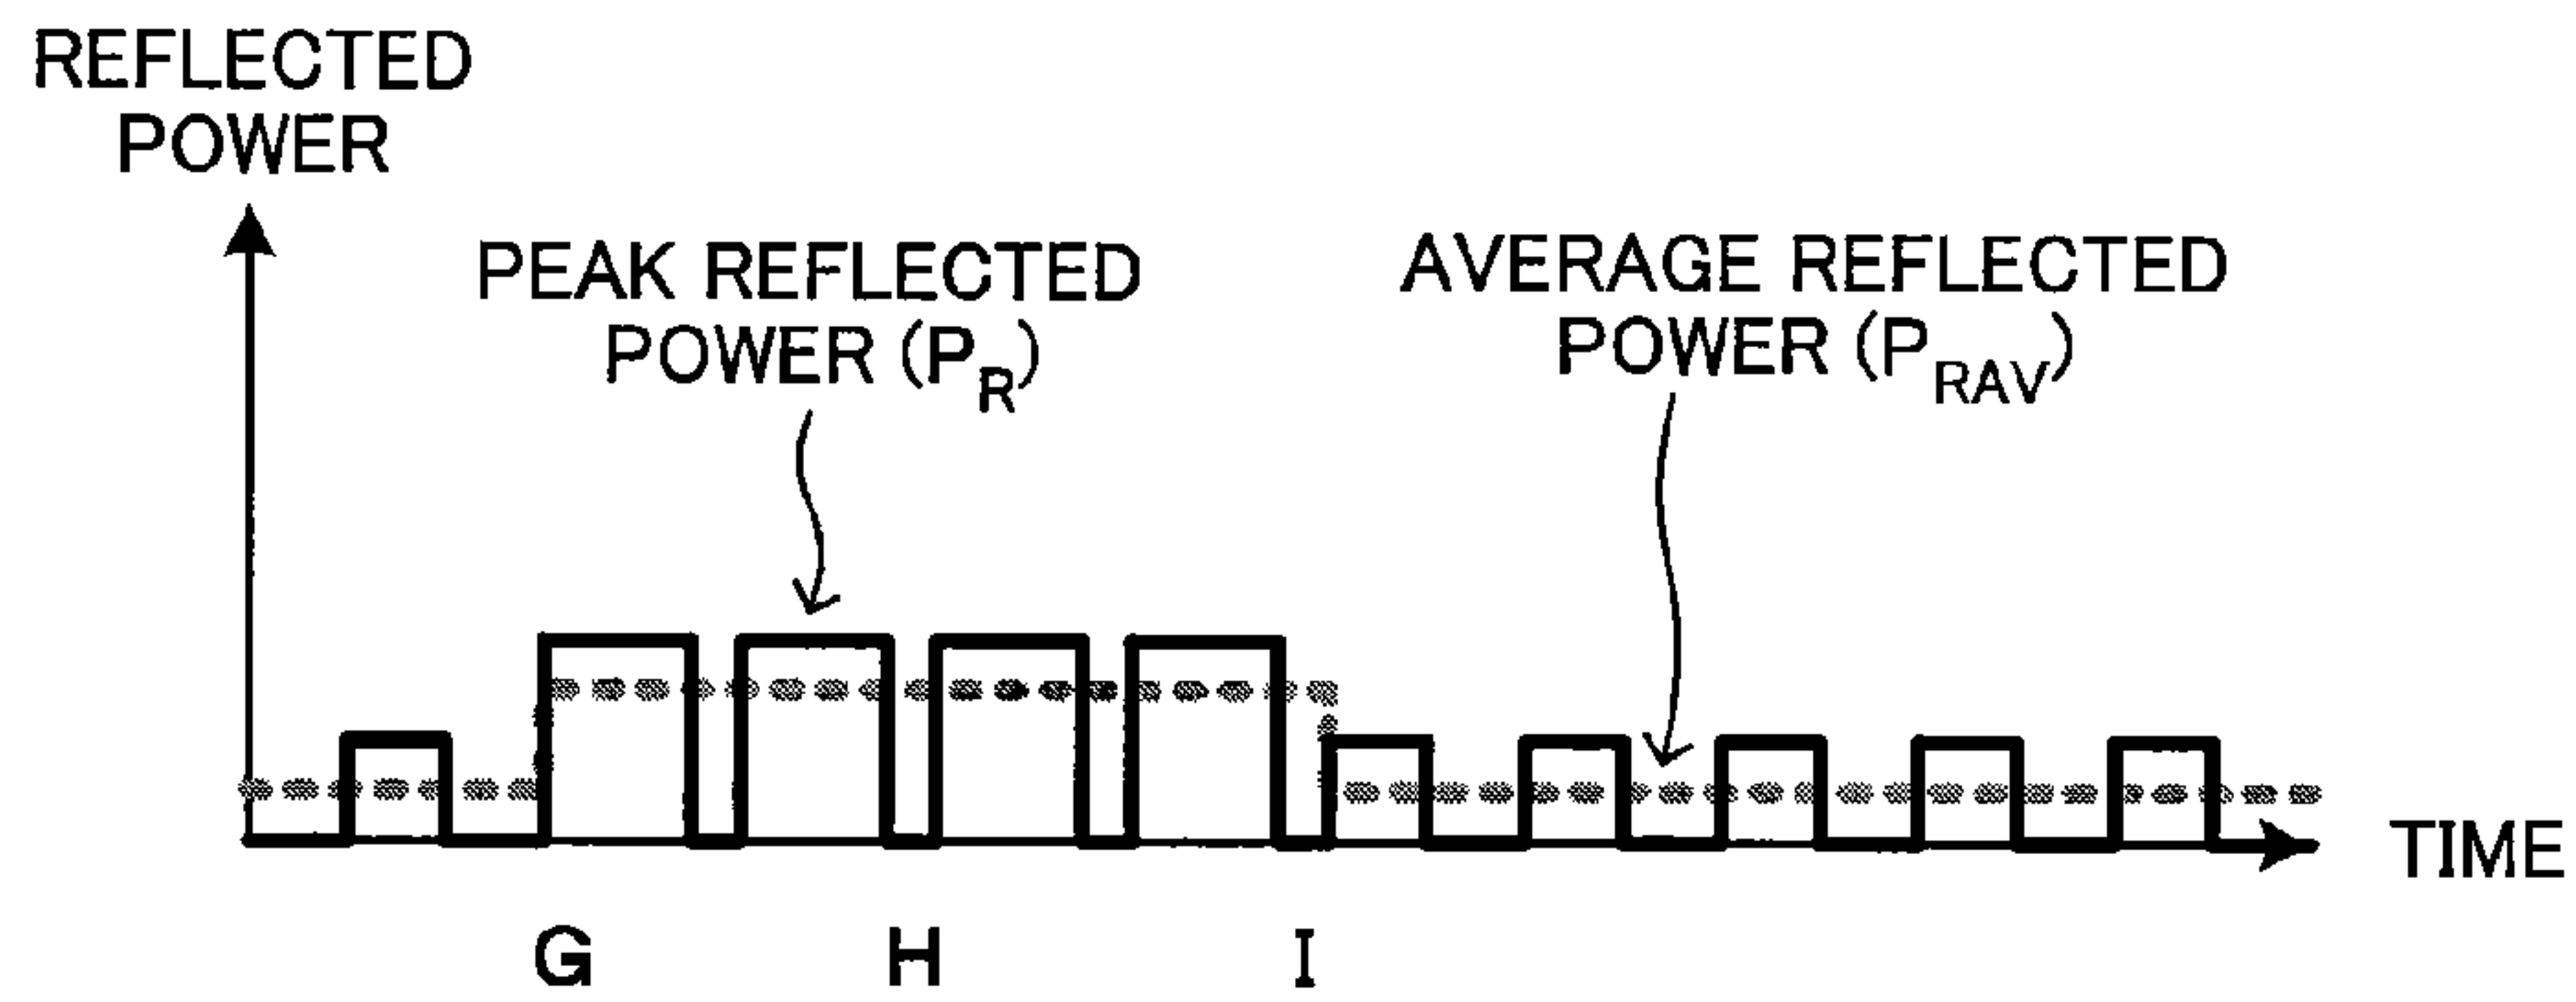 REFLECTED
POWER
PEAK REFLECTED
POWER (PR)
AVERAGE REFLECTED
POWER (PRAV)
TIME
G H I